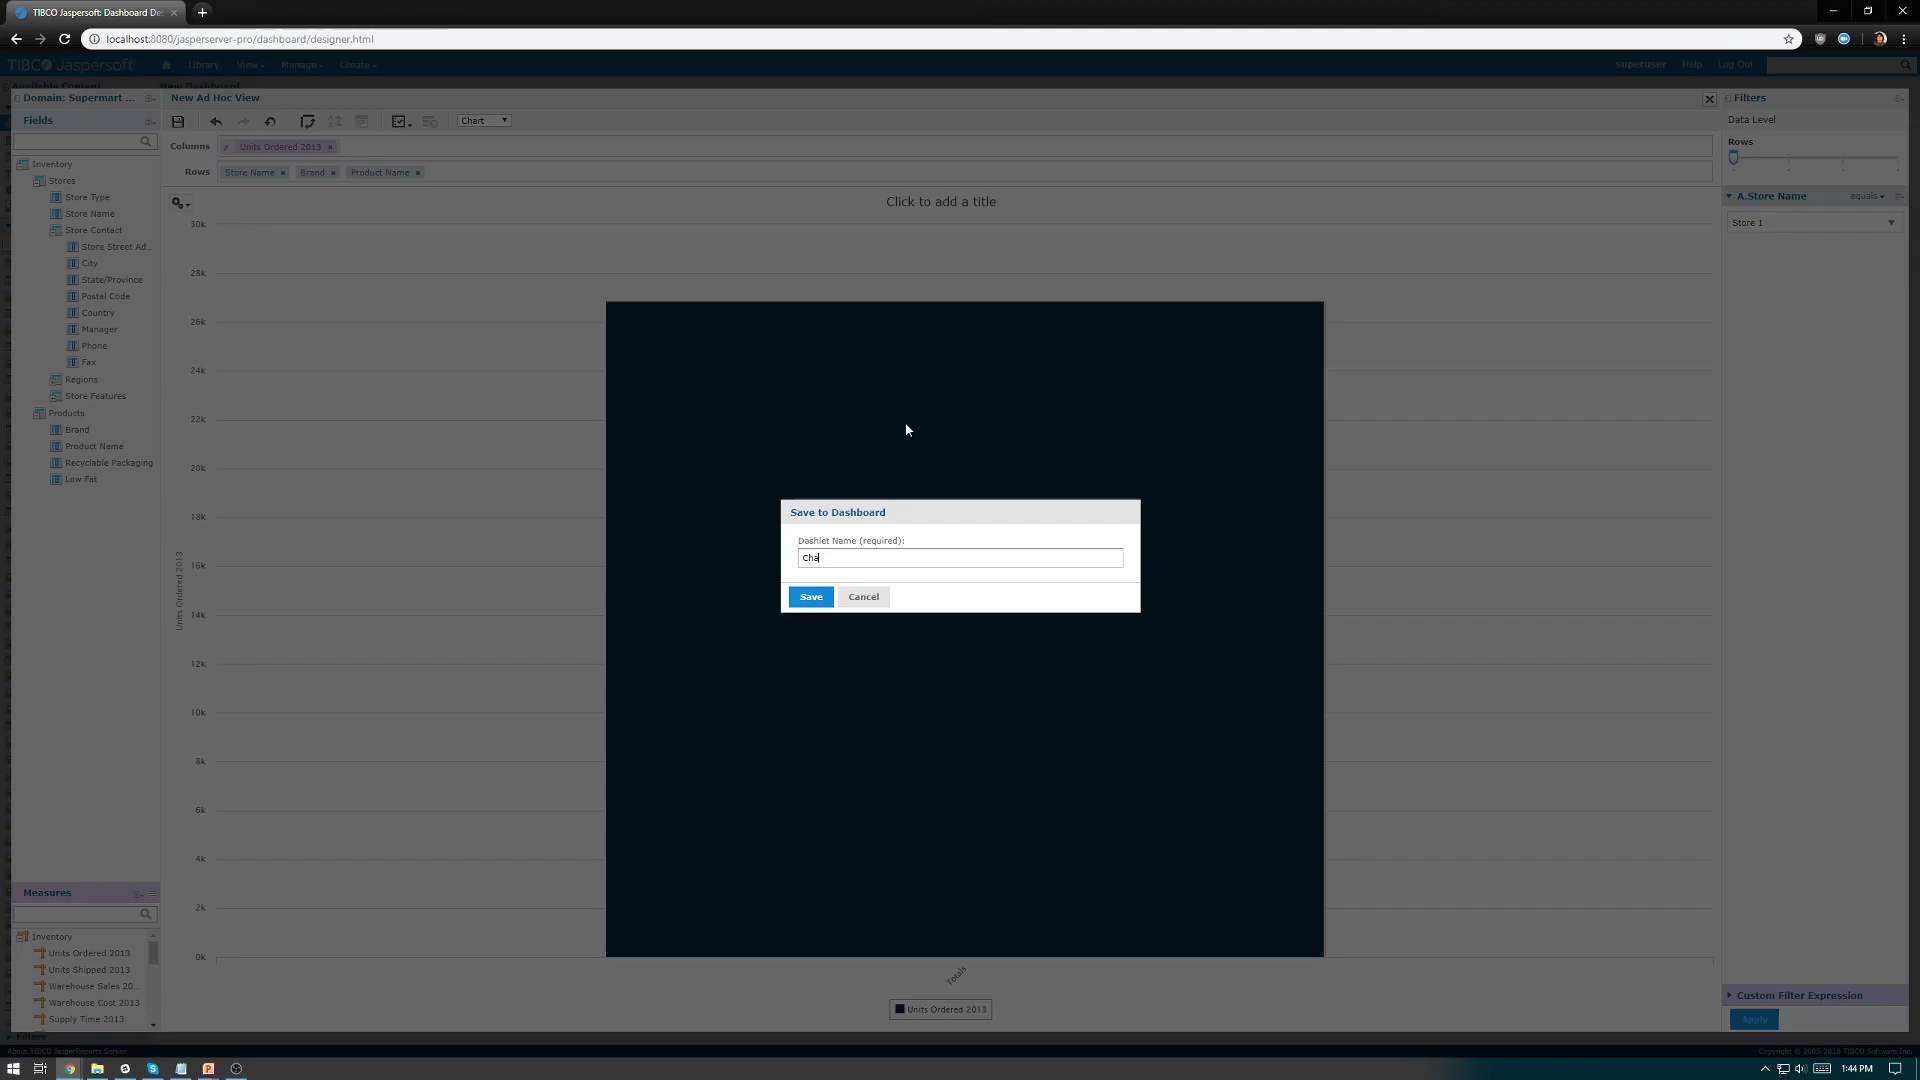 TIBCO Jaspersoft: Dashboard De
localhost:8080/jasperserver-pro/dashboard/designer.html
TIBCO Jaspersoft
Library
View
Manage
Create
superuser
Help
Log Out
Available Content
New Dashboard
Domain: Supermart ...
New Ad Hoc View
Filters
Fields
Chart
Data Level
Columns
Units Ordered 2013
Rows
Rows
Store Name
Brand
Product Name
Inventory
Stores
Store Type
Store Name
Store Contact
Store Street Ad...
City
State/Province
Postal Code
Country
Manager
Phone
Fax
Regions
Store Features
Products
Brand
Product Name
Recyclable Packaging
Low Fat
Click to add a title
A.Store Name
equals
Store 1
30k
28k
26k
24k
22k
20k
18k
16k
14k
12k
10k
8k
6k
4k
2k
0k
Units Ordered 2013
Totals
Units Ordered 2013
Save to Dashboard
Dashlet Name (required):
Cha
Save
Cancel
Measures
Inventory
Units Ordered 2013
Units Shipped 2013
Warehouse Sales 20...
Warehouse Cost 2013
Supply Time 2013
Filters
Custom Filter Expression
Apply
About TIBCO JasperReports Server
Copyright © 2005-2018 TIBCO Software Inc.
1:44 PM